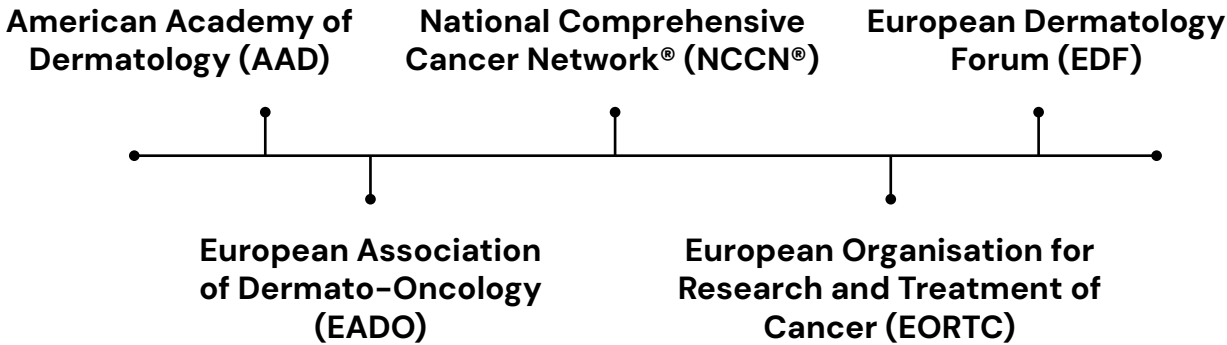 American Academy of
Dermatology (AAD)
National Comprehensive
Cancer Network® (NCCN®)
European Dermatology
Forum (EDF)
European Association
of Dermato-Oncology
(EADO)
European Organisation for
Research and Treatment of
Cancer (EORTC)